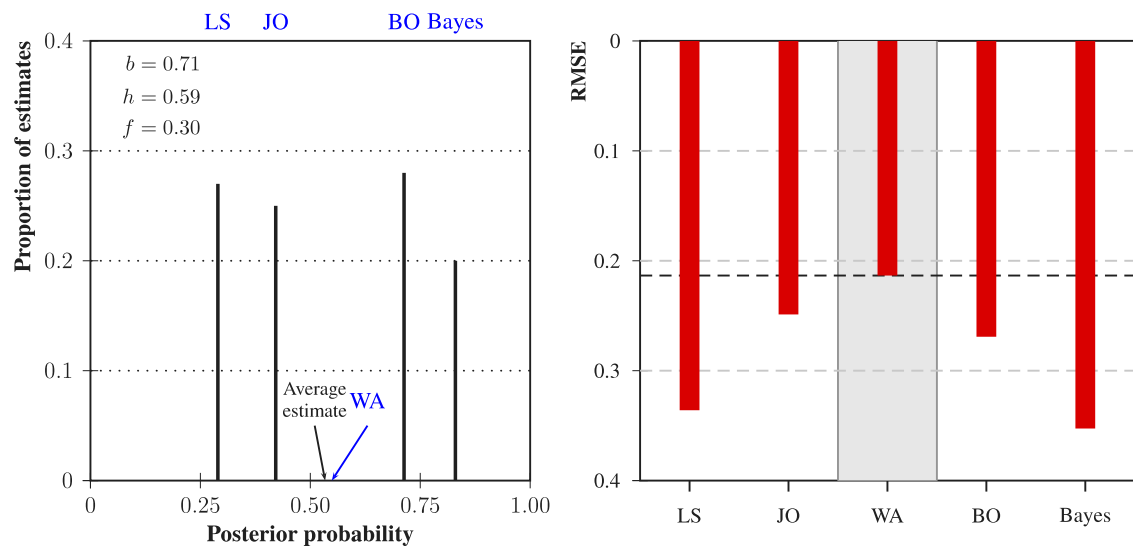 LS JO BO Bayes
0.4
b = 0.71
h = 0.59
f = 0.30
0.3
0.2
0.1
0
Proportion of estimates
Average
estimate
WA
0 0.25 0.50 0.75 1.00
Posterior probability
RMSE
0
0.1
0.2
0.3
0.4
LS JO WA BO Bayes